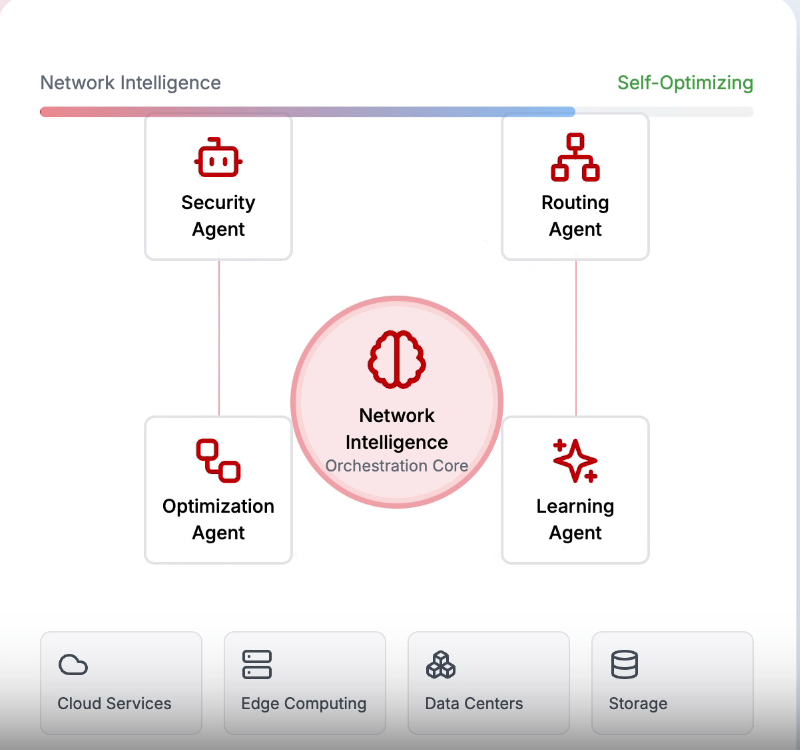 Network Intelligence
Self-Optimizing
Security
Agent
Routing
Agent
Network
Intelligence
Orchestration Core
Optimization
Agent
Learning
Agent
Cloud Services
Edge Computing
Data Centers
Storage